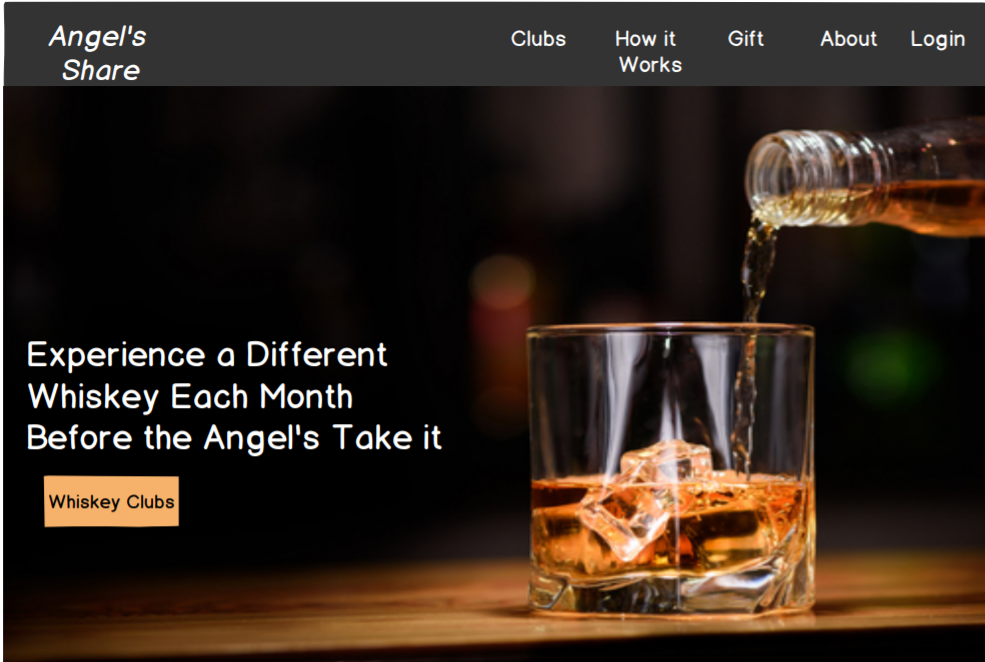 Angel's
Share
Clubs
How it
Works
Gift
About
Login
Experience a Different
Whiskey Each Month
Before the Angel's Take it
Whiskey Clubs